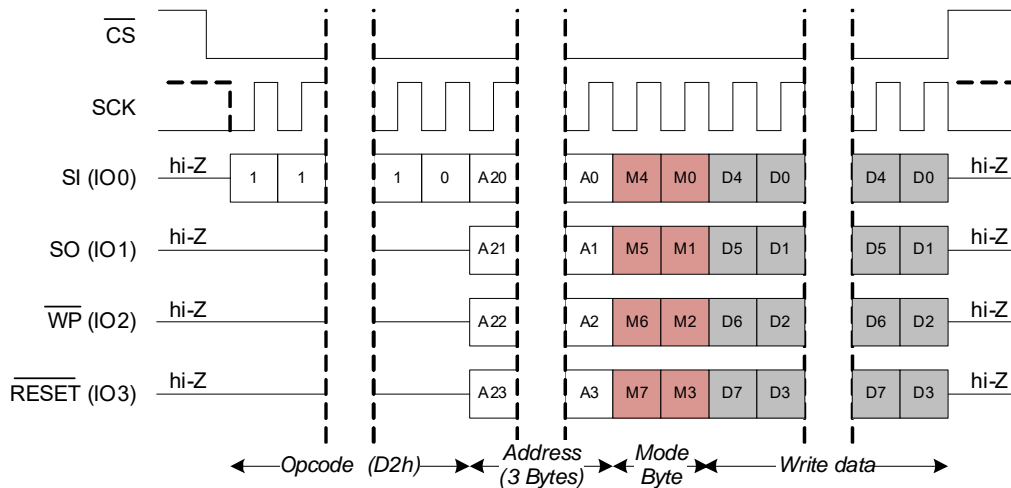 CS
SCK
SI (IO0) hi-Z 1 1 1 0 A20 A0 M4 M0 D4 D0 D4 D0 hi-Z
SO (IO1) hi-Z A21 A1 M5 M1 D5 D1 D5 D1 hi-Z
WP (IO2) hi-Z A22 A2 M6 M2 D6 D2 D6 D2 hi-Z
RESET (IO3) hi-Z A23 A3 M7 M3 D7 D3 D7 D3 hi-Z
Opcode (D2h) Address Mode Write data
(3 Bytes) Byte